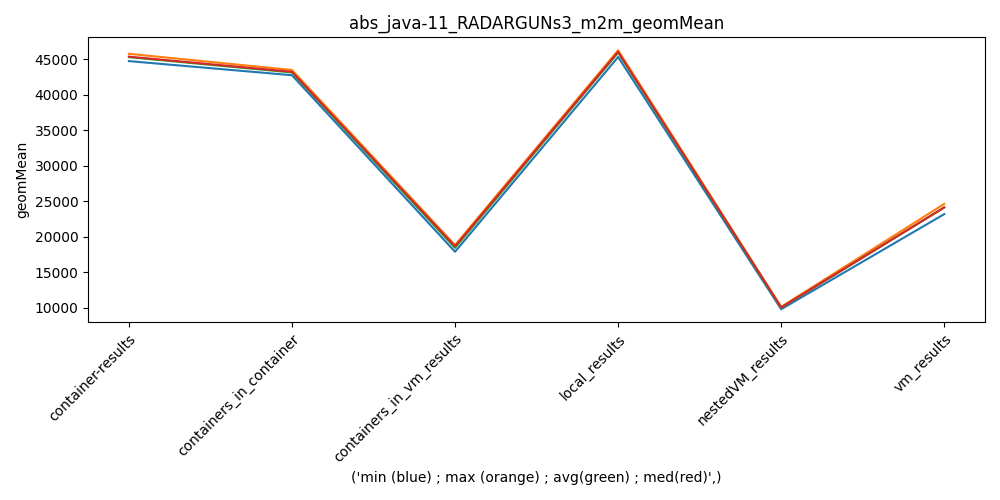 abs_java-11_RADARGUNs3_m2m_geomMean
geomMean
45000
40000
35000
30000
25000
20000
15000
10000
container-results
containers_in_container
containers_in_vm_results
local_results
nestedVM_results
vm_results
('min (blue) ; max (orange) ; avg(green) ; med(red)',)